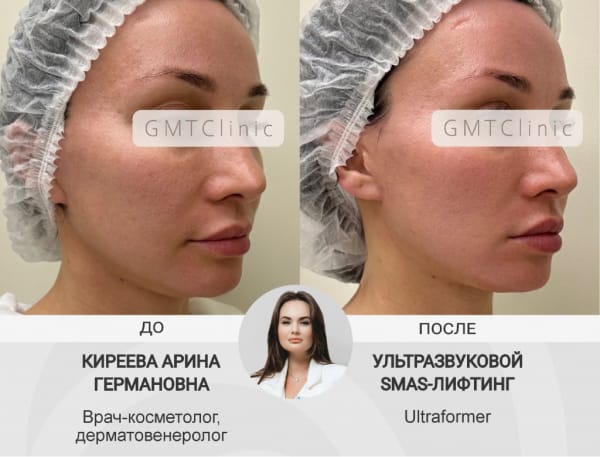 GMTClinic
GMTClinic
ДО
ПОСЛЕ
КИРЕЕВА АРИНА
ГЕРМАНОВНА
Врач-косметолог,
дерматовенеролог
УЛЬТРАЗВУКОВОЙ
SMAS-ЛИФТИНГ
Ultraformer